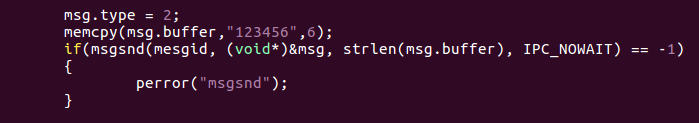 msg.type = 2;
memcpy(msg.buffer,"123456",6);
if(msgsnd(mesgid, (void*)&msg, strlen(msg.buffer), IPC_NOWAIT) == -1)
{
perror("msgsnd");
}